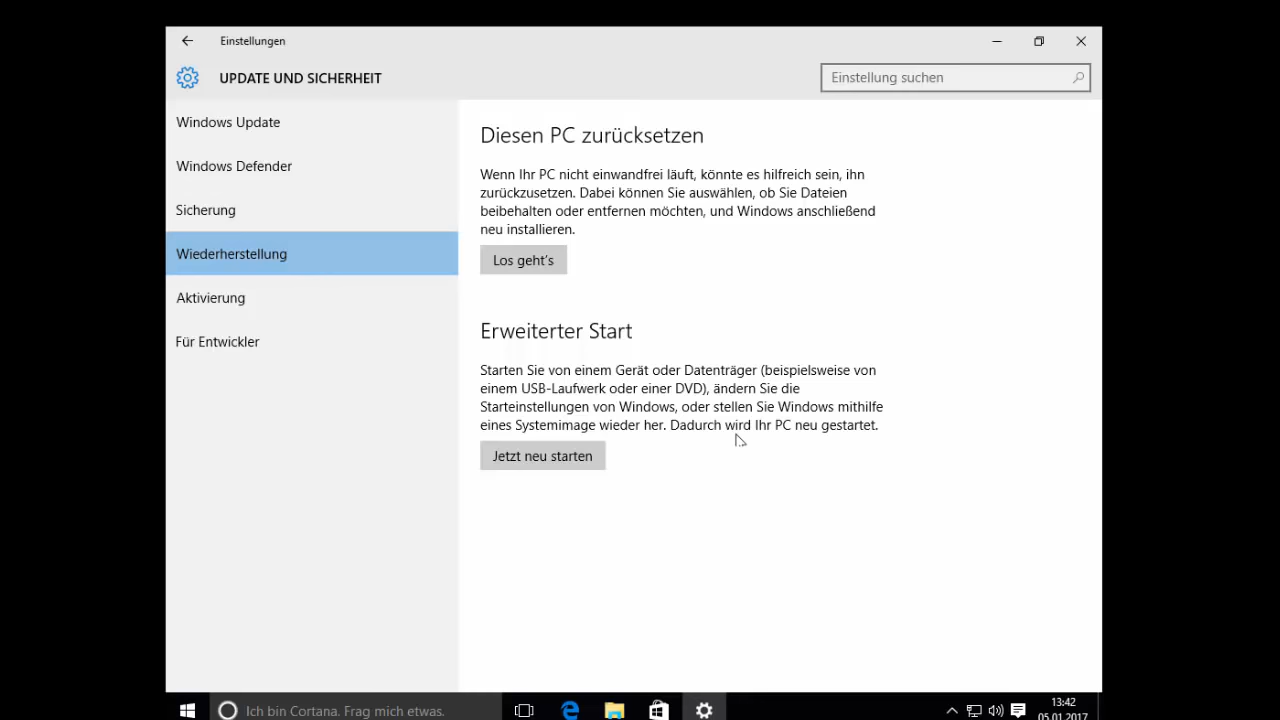 Einstellungen
UPDATE UND SICHERHEIT
Einstellung suchen
Windows Update
Windows Defender
Sicherung
Wiederherstellung
Aktivierung
Für Entwickler
Diesen PC zurücksetzen
Wenn Ihr PC nicht einwandfrei läuft, könnte es hilfreich sein, ihn
zurückzusetzen. Dabei können Sie auswählen, ob Sie Dateien
beibehalten oder entfernen möchten, und Windows anschließend
neu installieren.
Los geht's
Erweiterter Start
Starten Sie von einem Gerät oder Datenträger (beispielsweise von
einem USB-Laufwerk oder einer DVD), ändern Sie die
Starteinstellungen von Windows, oder stellen Sie Windows mithilfe
eines Systemimage wieder her. Dadurch wird Ihr PC neu gestartet.
Jetzt neu starten
Ich bin Cortana. Frag mich etwas.
13:42
05.01.2017